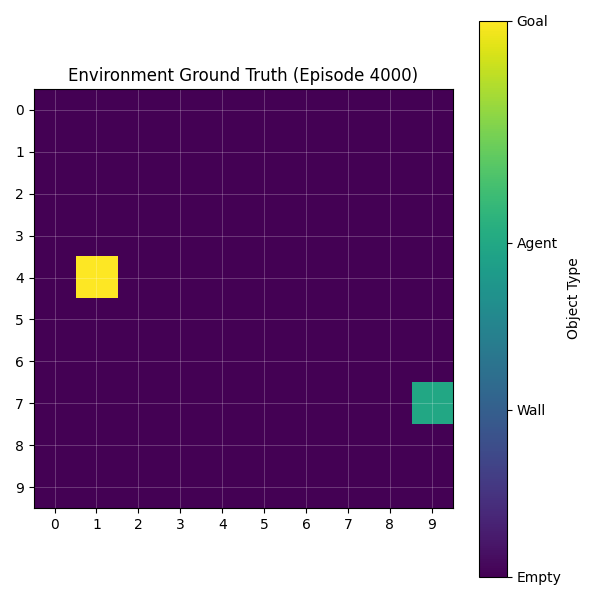 Environment Ground Truth (Episode 4000)
0
1
2
3
4
5
6
7
8
9
0 1 2 3 4 5 6 7 8 9
Goal
Agent
Wall
Empty
Object Type